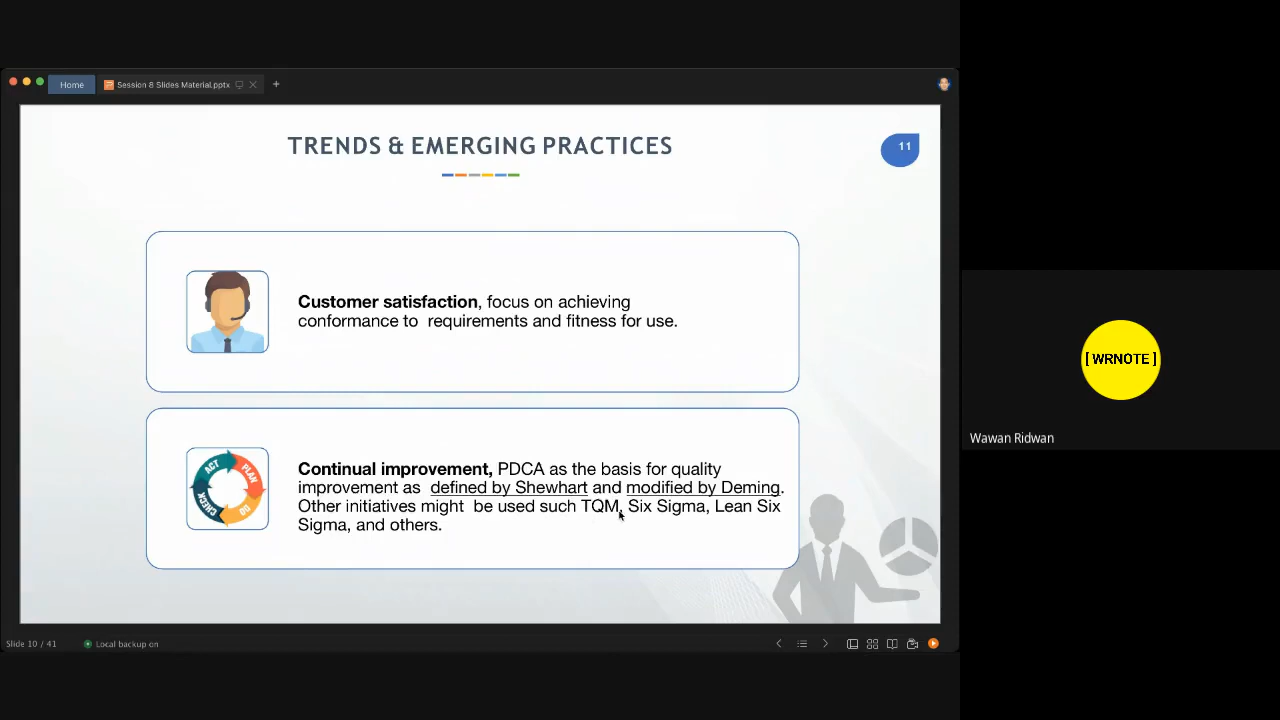 Home
Session 8 Slides Material.pptx
TRENDS & EMERGING PRACTICES
11
Customer satisfaction, focus on achieving
conformance to requirements and fitness for use.
ACT
PLAN
DO
CHECK
Continual improvement, PDCA as the basis for quality
improvement as defined by Shewhart and modified by Deming.
Other initiatives might be used such TQM, Six Sigma, Lean Six
Sigma, and others.
[ WRNOTE ]
Wawan Ridwan
Slide 10 / 41
Local backup on